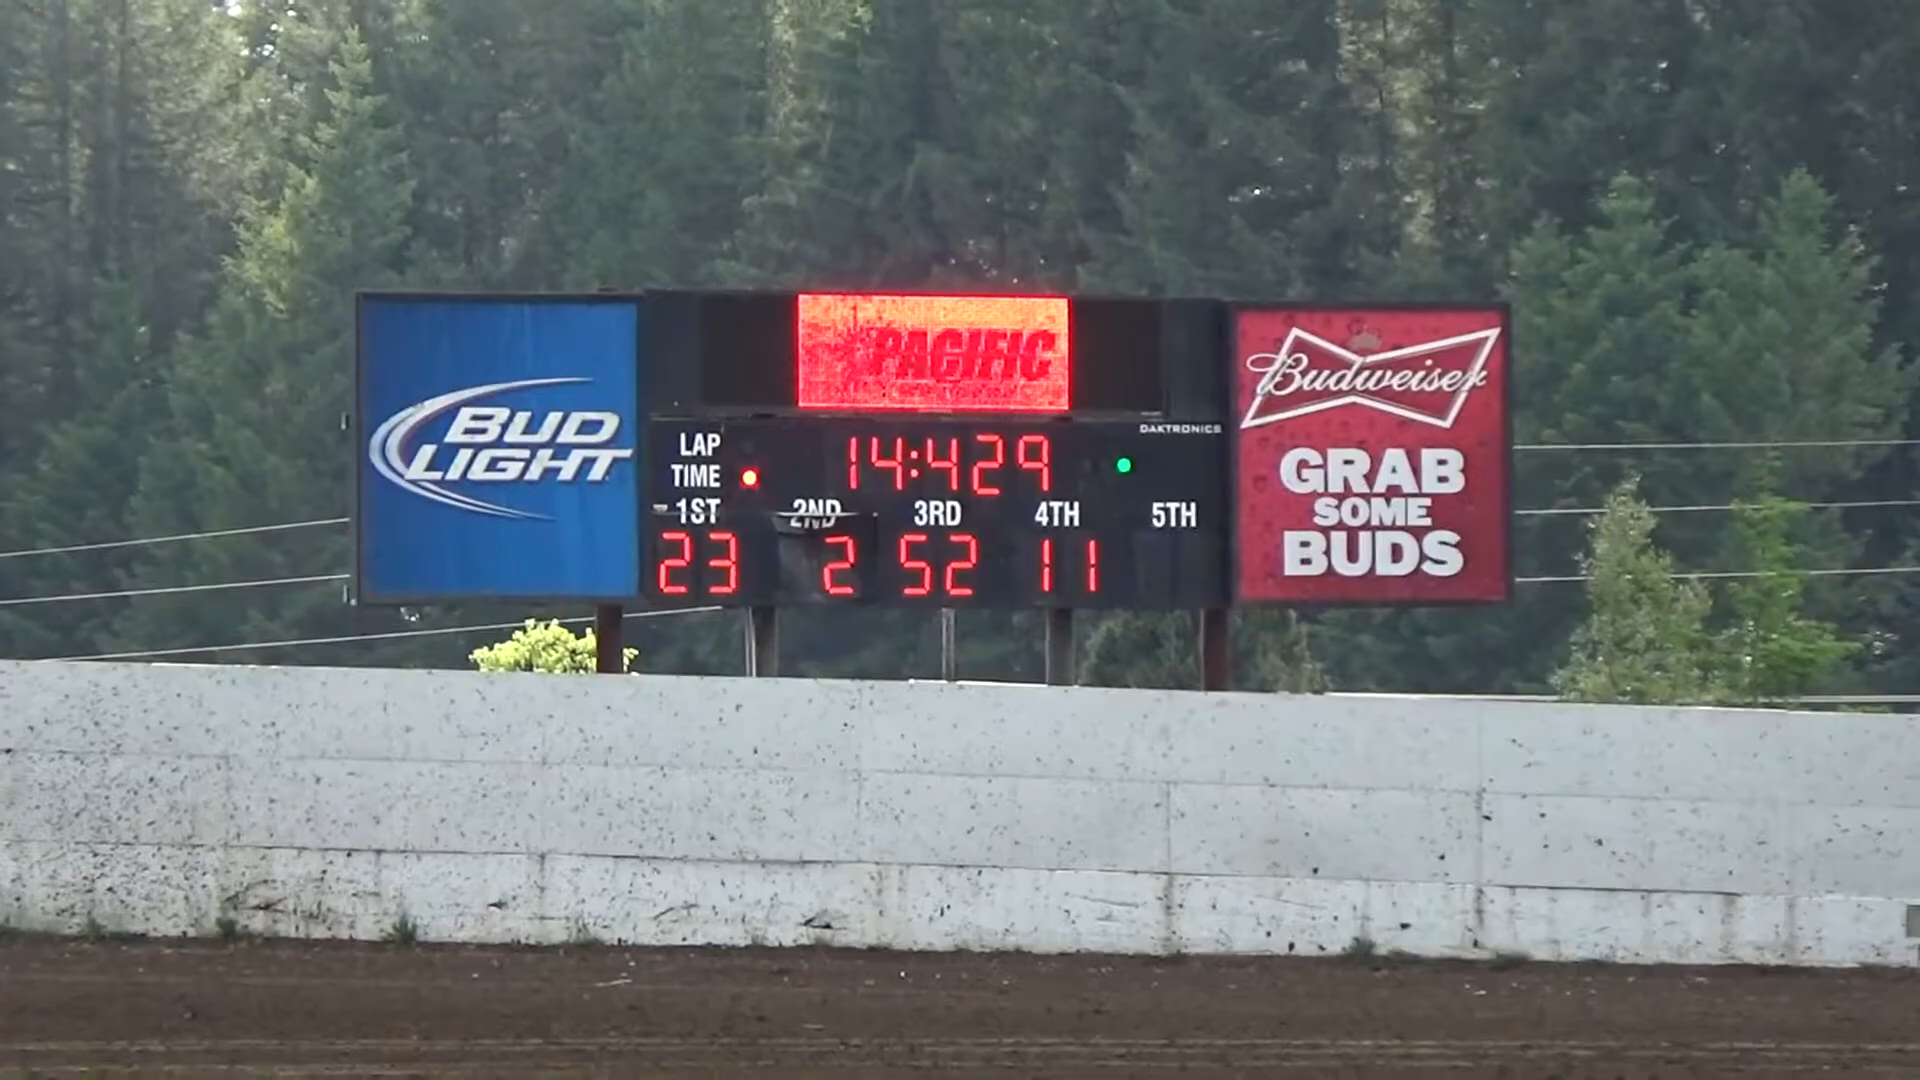 BUD
LIGHT
PACIFIC
DAKTRONICS
LAP
TIME
14:429
1ST 2ND 3RD 4TH 5TH
23 2 52 11
Budweiser
GRAB
SOME
BUDS